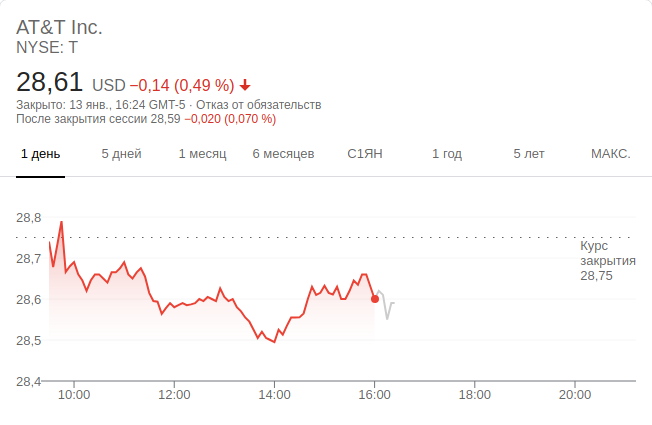 AT&T Inc.
NYSE: T
28,61 USD −0,14 (0,49 %)
Закрыто: 13 янв., 16:24 GMT-5 · Отказ от обязательств
После закрытия сессии 28,59 −0,020 (0,070 %)
1 день 5 дней 1 месяц 6 месяцев С1ЯН 1 год 5 лет МАКС.
28,8
28,7
28,6
28,5
28,4
Курс
закрытия
28,75
10:00 12:00 14:00 16:00 18:00 20:00